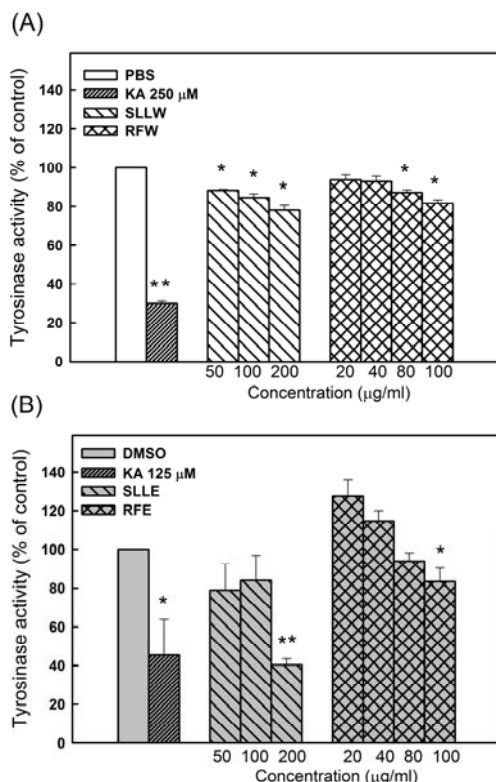 (A)
PBS
KA 250 μM
SLLW
RFW
Tyrosinase activity (% of control)
140
120
100
80
60
40
20
0
**
* * *
* *
50 100 200 20 40 80 100
Concentration (μg/ml)
(B)
DMSO
KA 125 μM
SLLE
RFE
Tyrosinase activity (% of control)
140
120
100
80
60
40
20
0
*
**
*
50 100 200 20 40 80 100
Concentration (μg/ml)